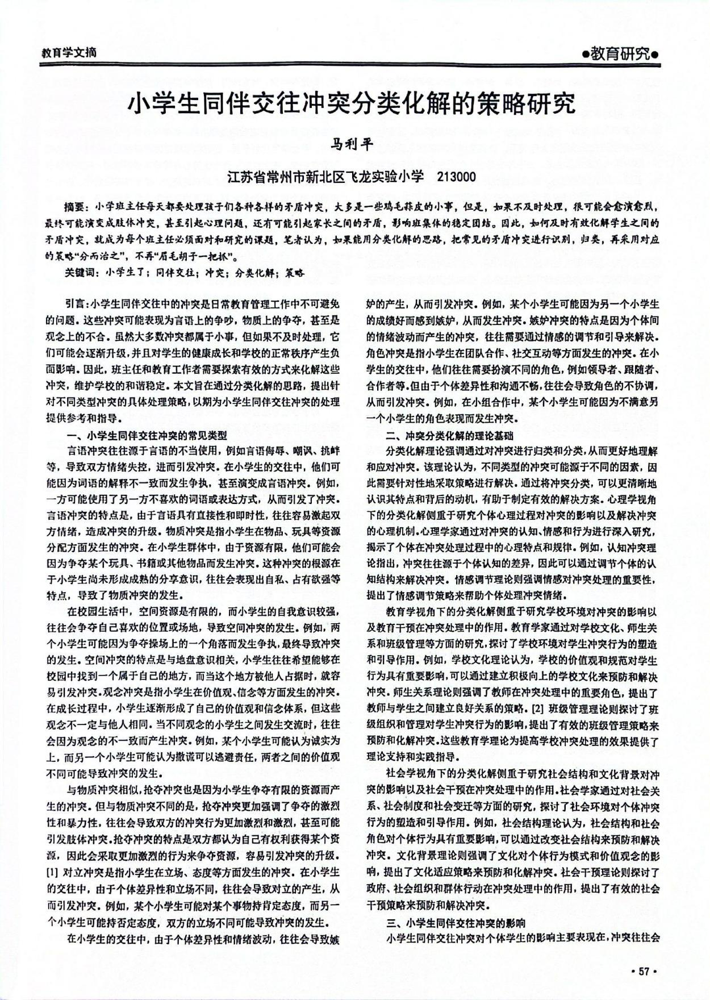 教育学文摘
●教育研究●
小学生同伴交往冲突分类化解的策略研究
马利平
江苏省常州市新北区飞龙实验小学 213000
摘要：小学班主任每天都要处理孩子们各种各样的矛盾冲突，大多是一些鸡毛蒜皮的小事，但是，如果不及时处理，很可能会愈演愈烈，
最终可能演变成肢体冲突，甚至引起心理问题，还有可能引起家长之间的矛盾，影响班集体的稳定团结。因此，如何及时有效化解学生之间的
矛盾冲突，就成为每个班主任必须面对和研究的课题，笔者认为，如果能用分类化解的思路，把常见的矛盾冲突进行识别，归类，再采用对应
的策略“分而治之”，不再“眉毛胡子一把抓”。
关键词：小学生了；同伴交往；冲突；分类化解；策略
引言：小学生同伴交往中的冲突是日常教育管理工作中不可避免
的问题。这些冲突可能表现为言语上的争吵，物质上的争夺，甚至是
观念上的不合。虽然大多数冲突都属于小事，但如果不及时处理，它
们可能会逐渐升级，并且对学生的健康成长和学校的正常秩序产生负
面影响。因此，班主任和教育工作者需要探索有效的方式来化解这些
冲突，维护学校的和谐稳定。本文旨在通过分类化解的思路，提出针
对不同类型冲突的具体处理策略，以期为小学生同伴交往冲突的处理
提供参考和指导。
一、小学生同伴交往冲突的常见类型
言语冲突往往源于言语的不当使用，例如言语侮辱、嘲讽、挑衅
等，导致双方情绪失控，进而引发冲突。在小学生的交往中，他们可
能因为词语的解释不一致而发生争执，甚至演变成言语冲突。例如，
一方可能使用了另一方不喜欢的词语或表达方式，从而引发了冲突。
言语冲突的特点是，由于言语具有直接性和即时性，往往容易激起双
方情绪，造成冲突的升级。物质冲突是指小学生在物品、玩具等资源
分配方面发生的冲突。在小学生群体中，由于资源有限，他们可能会
因为争夺某个玩具、书籍或其他物品而发生冲突。这种冲突的根源在
于小学生尚未形成成熟的分享意识，往往会表现出自私、占有欲强等
特点，导致了物质冲突的发生。
在校园生活中，空间资源是有限的，而小学生的自我意识较强，
往往会争夺自己喜欢的位置或场地，导致空间冲突的发生。例如，两
个小学生可能因为争夺操场上的一个角落而发生争执，最终导致冲突
的发生。空间冲突的特点是与地盘意识相关，小学生往往希望能够在
校园中找到一个属于自己的地方，而当这个地方被他人占据时，就容
易引发冲突。观念冲突是指小学生在价值观、信念等方面发生的冲突。
在成长过程中，小学生逐渐形成了自己的价值观和信念体系，但这些
观念不一定与他人相同。当不同观念的小学生之间发生交流时，往往
会因为观念的不一致而产生冲突。例如，某个小学生可能认为诚实为
上，而另一个小学生可能认为撒谎可以逃避责任，两者之间的价值观
不同可能导致冲突的发生。
与物质冲突相似，抢夺冲突也是因为小学生争夺有限的资源而产
生的冲突。但与物质冲突不同的是，抢夺冲突更加强调了争夺的激烈
性和暴力性，往往会导致双方的冲突行为更加激烈和激烈，甚至可能
引发肢体冲突。抢夺冲突的特点是双方都认为自己有权利获得某个资
源，因此会采取更加激烈的行为来争夺资源，容易引发冲突的升级。
[1] 对立冲突是指小学生在立场、态度等方面发生的冲突。在小学生
的交往中，由于个体差异性和立场不同，往往会导致对立的产生，从
而引发冲突。例如，某个小学生可能对某个事物持肯定态度，而另一
个小学生可能持否定态度，双方的立场不同可能导致冲突的发生。
在小学生的交往中，由于个体差异性和情绪波动，往往会导致嫉
妒的产生，从而引发冲突。例如，某个小学生可能因为另一个小学生
的成绩好而感到嫉妒，从而发生冲突。嫉妒冲突的特点是因为个体间
的情绪波动而产生的冲突，往往需要通过情感的调节和引导来解决。
角色冲突是指小学生在团队合作、社交互动等方面发生的冲突。在小
学生的交往中，他们往往需要扮演不同的角色，例如领导者、跟随者、
合作者等。但由于个体差异性和沟通不畅，往往会导致角色的不协调，
从而引发冲突。例如，在小组合作中，某个小学生可能因为不满意另
一个小学生的角色表现而发生冲突。
二、冲突分类化解的理论基础
分类化解理论强调通过对冲突进行归类和分类，从而更好地理解
和应对冲突。该理论认为，不同类型的冲突可能源于不同的因素，因
此需要针对性地采取策略进行解决。通过将冲突分类，可以更清晰地
认识其特点和背后的动机，有助于制定有效的解决方案。心理学视角
下的分类化解侧重于研究个体心理过程对冲突的影响以及解决冲突
的心理机制。心理学家通过对冲突的认知、情感和行为进行深入研究，
揭示了个体在冲突处理过程中的心理特点和规律。例如，认知冲突理
论指出，冲突往往源于个体认知的差异，因此可以通过调节个体的认
知结构来解决冲突。情感调节理论则强调情感对冲突处理的重要性，
提出了情感调节策略来帮助个体处理冲突情绪。
教育学视角下的分类化解侧重于研究学校环境对冲突的影响以
及教育干预在冲突处理中的作用。教育学家通过对学校文化、师生关
系和班级管理等方面的研究，探讨了学校环境对学生冲突行为的塑造
和引导作用。例如，学校文化理论认为，学校的价值观和规范对学生
行为具有重要影响，可以通过建立积极向上的学校文化来预防和解决
冲突。师生关系理论则强调了教师在冲突处理中的重要角色，提出了
教师与学生之间建立良好关系的策略。[2] 班级管理理论则探讨了班
级组织和管理对学生冲突行为的影响，提出了有效的班级管理策略来
预防和化解冲突。这些教育学理论为提高学校冲突处理的效果提供了
理论支持和实践指导。
社会学视角下的分类化解侧重于研究社会结构和文化背景对冲
突的影响以及社会干预在冲突处理中的作用。社会学家通过对社会关
系、社会制度和社会变迁等方面的研究，探讨了社会环境对个体冲突
行为的塑造和引导作用。例如，社会结构理论认为，社会结构和社会
角色对个体行为具有重要影响，可以通过改变社会结构来预防和解决
冲突。文化背景理论则强调了文化对个体行为模式和价值观念的影
响，提出了文化适应策略来预防和化解冲突。社会干预理论则探讨了
政府、社会组织和群体行动在冲突处理中的作用，提出了有效的社会
干预策略来预防和解决冲突。
三、小学生同伴交往冲突的影响
小学生同伴交往冲突对个体学生的影响主要表现在，冲突往往会
·57·